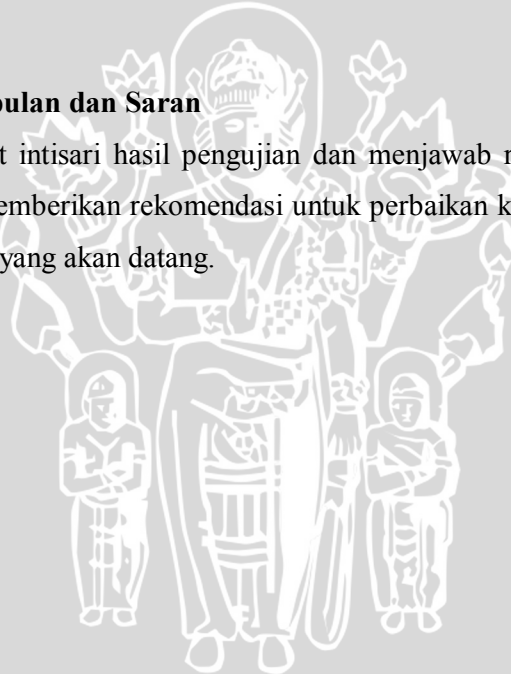 pulan dan Saran
t intisari hasil pengujian dan menjawab
emberikan rekomendasi untuk perbaikan
yang akan datang.